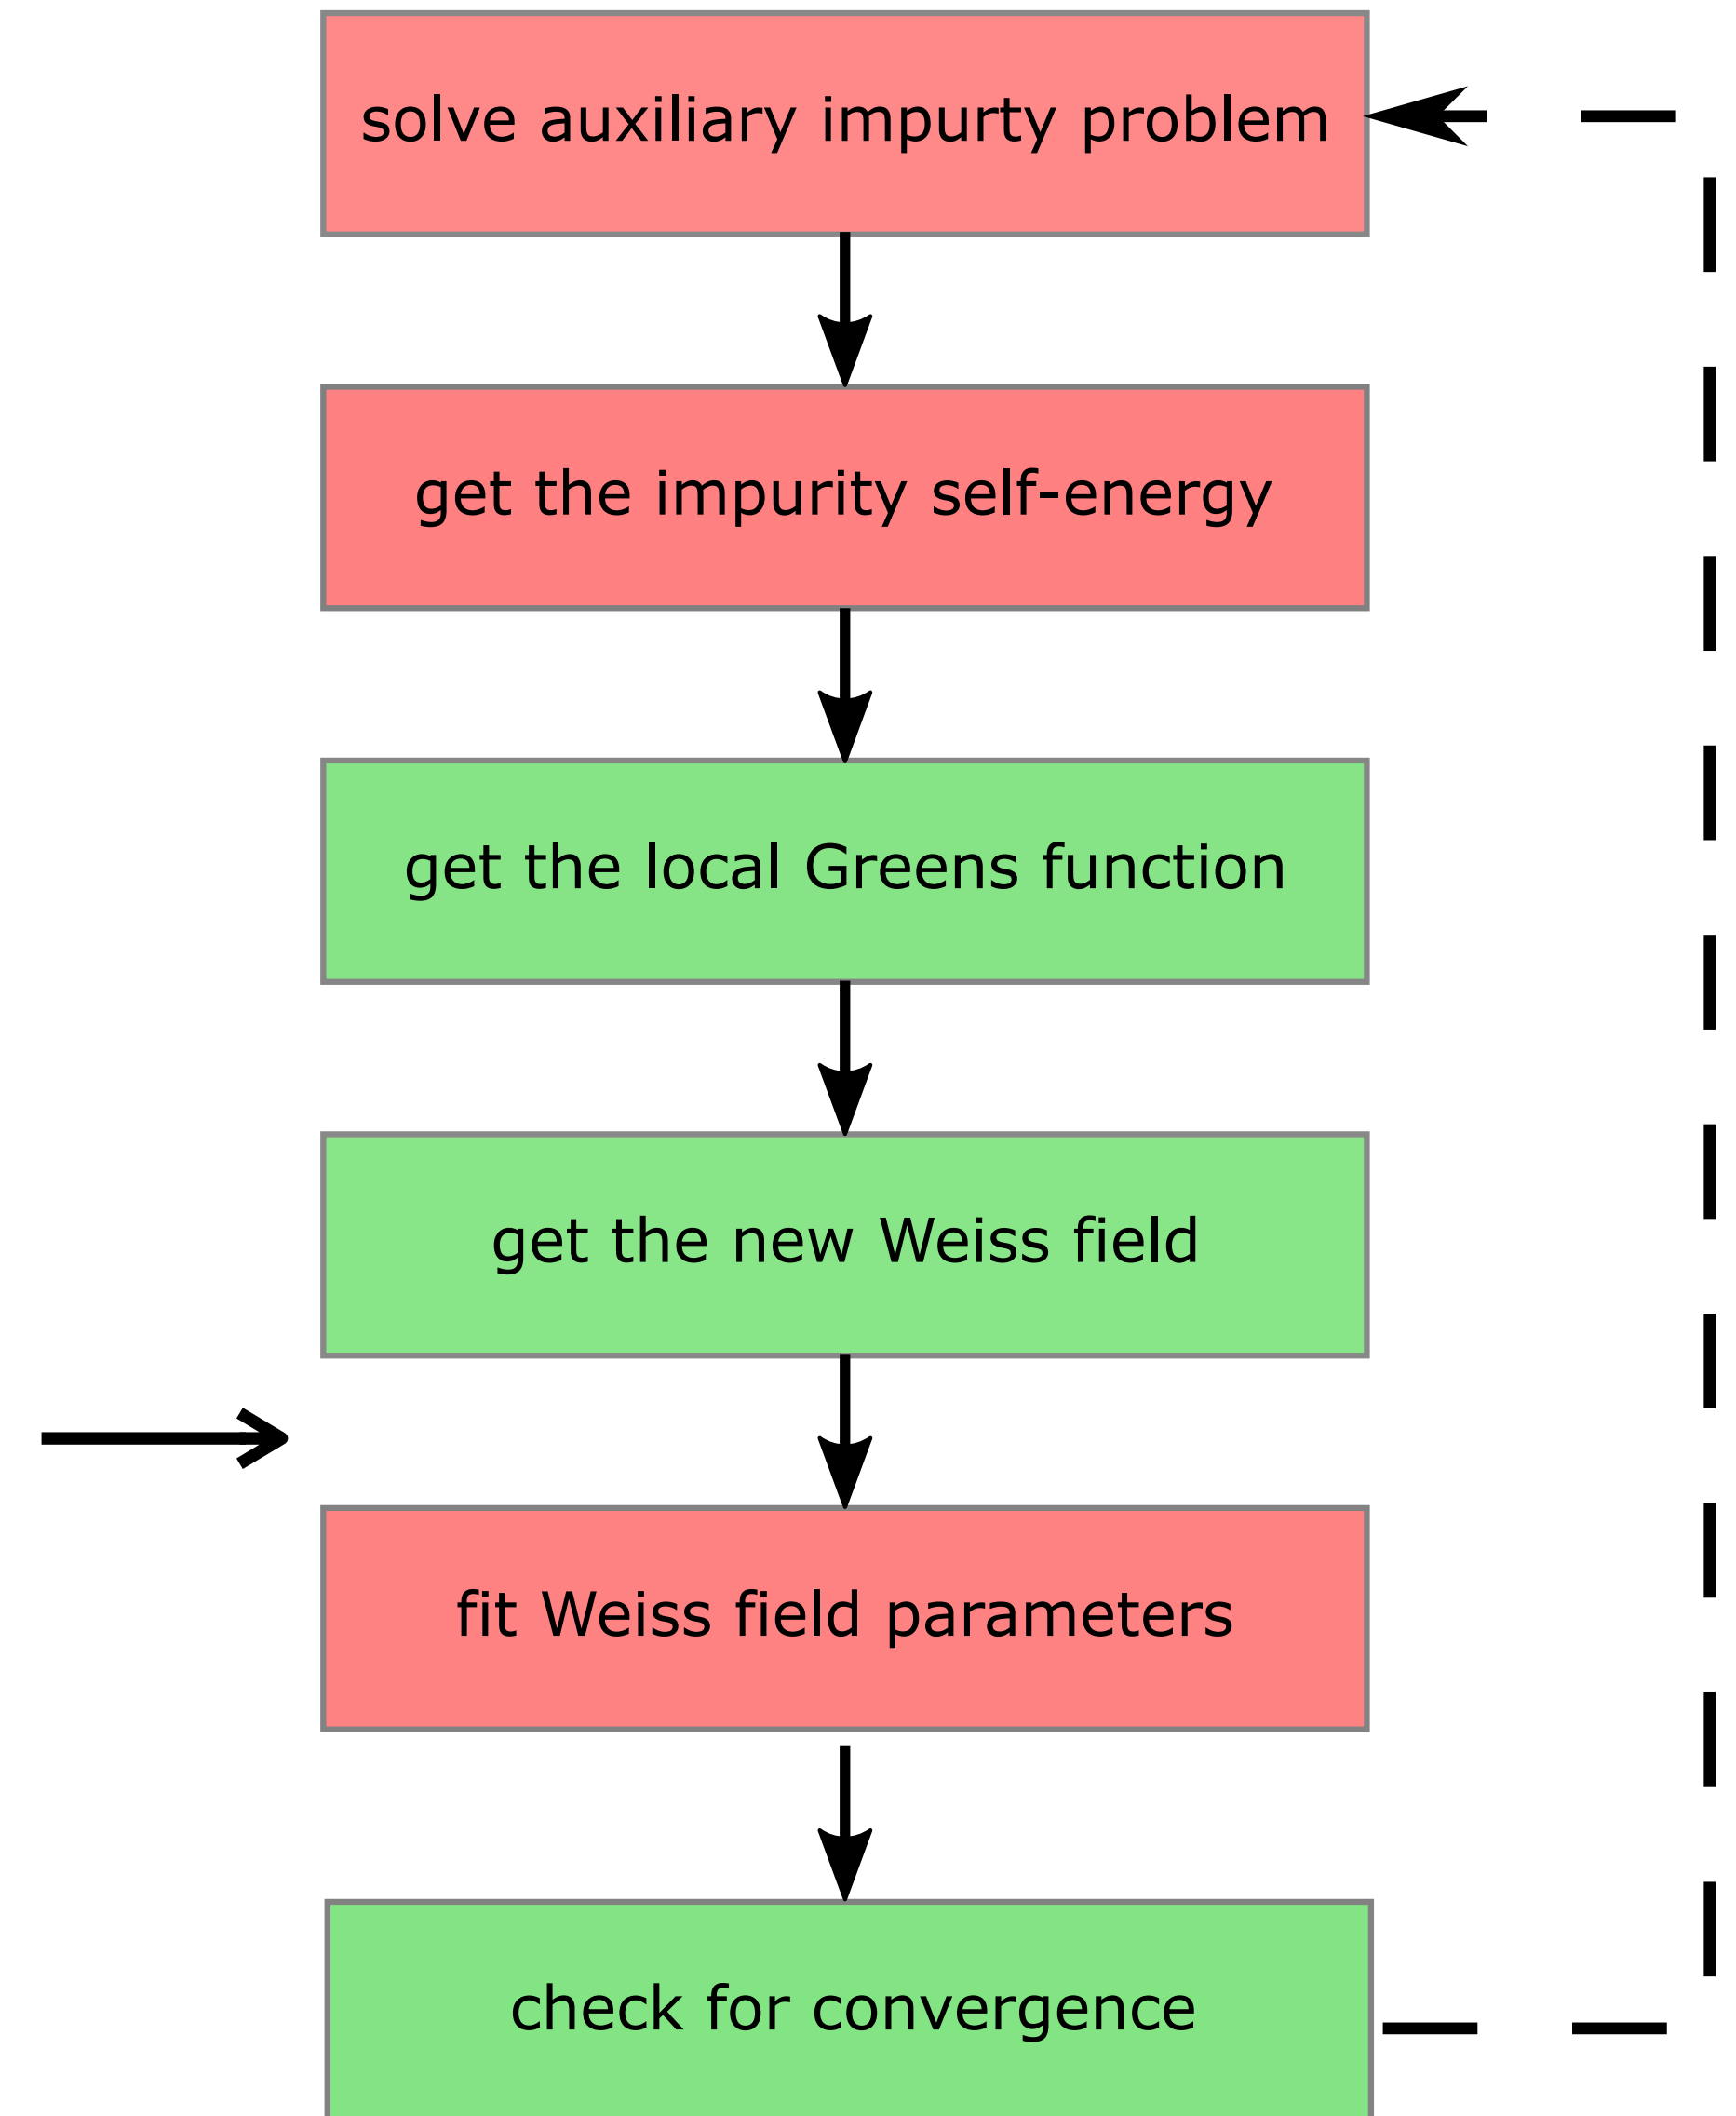 solve auxiliary impurty problem
get the impurity self-energy
get the local Greens function
get the new Weiss field
fit Weiss field parameters
check for convergence